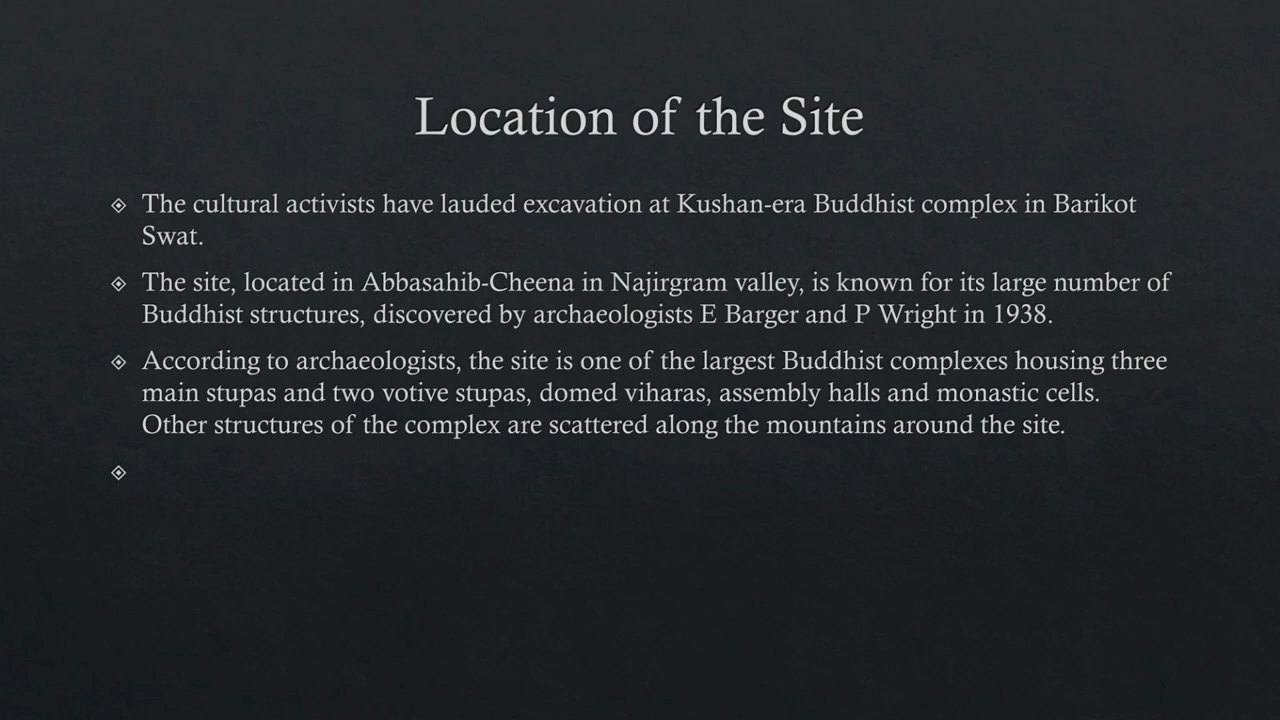 Location of the Site
The cultural activists have lauded excavation at Kushan-era Buddhist complex in Barikot
Swat.
The site, located in Abbasahib-Cheena in Najirgram valley, is known for its large number of
Buddhist structures, discovered by archaeologists E Barger and P Wright in 1938.
According to archaeologists, the site is one of the largest Buddhist complexes housing three
main stupas and two votive stupas, domed viharas, assembly halls and monastic cells.
Other structures of the complex are scattered along the mountains around the site.